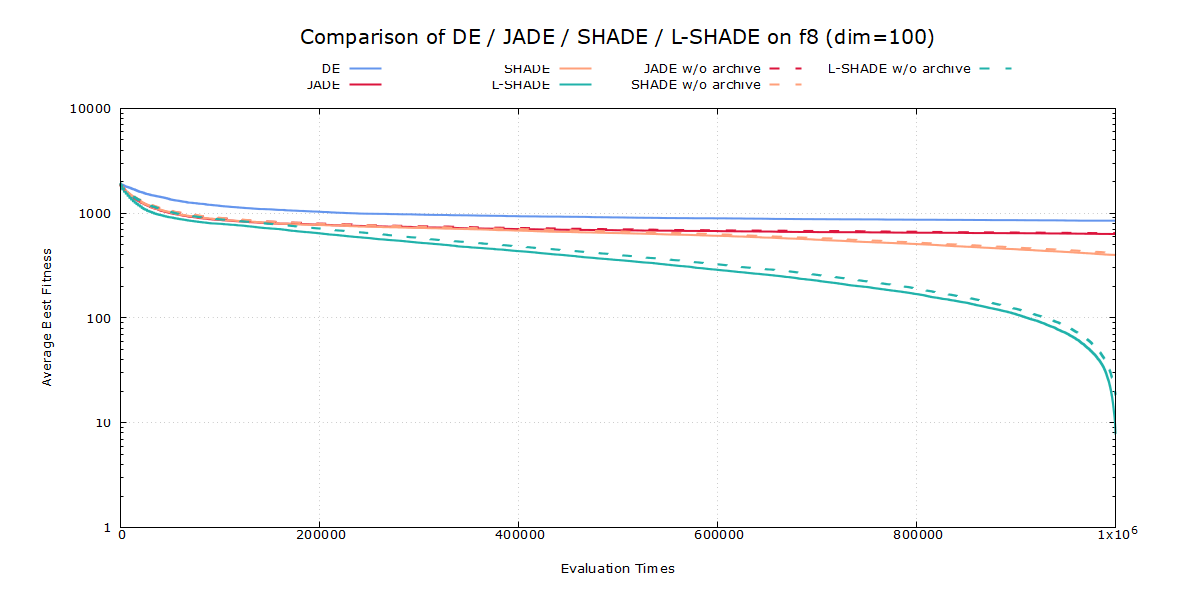 Comparison of DE / JADE / SHADE / L-SHADE on f8 (dim=100)
DE SHADE JADE w/o archive L-SHADE w/o archive
JADE L-SHADE SHADE w/o archive
10000
1000
100
10
1
Average Best Fitness
0 200000 400000 600000 800000 1x10^6
Evaluation Times